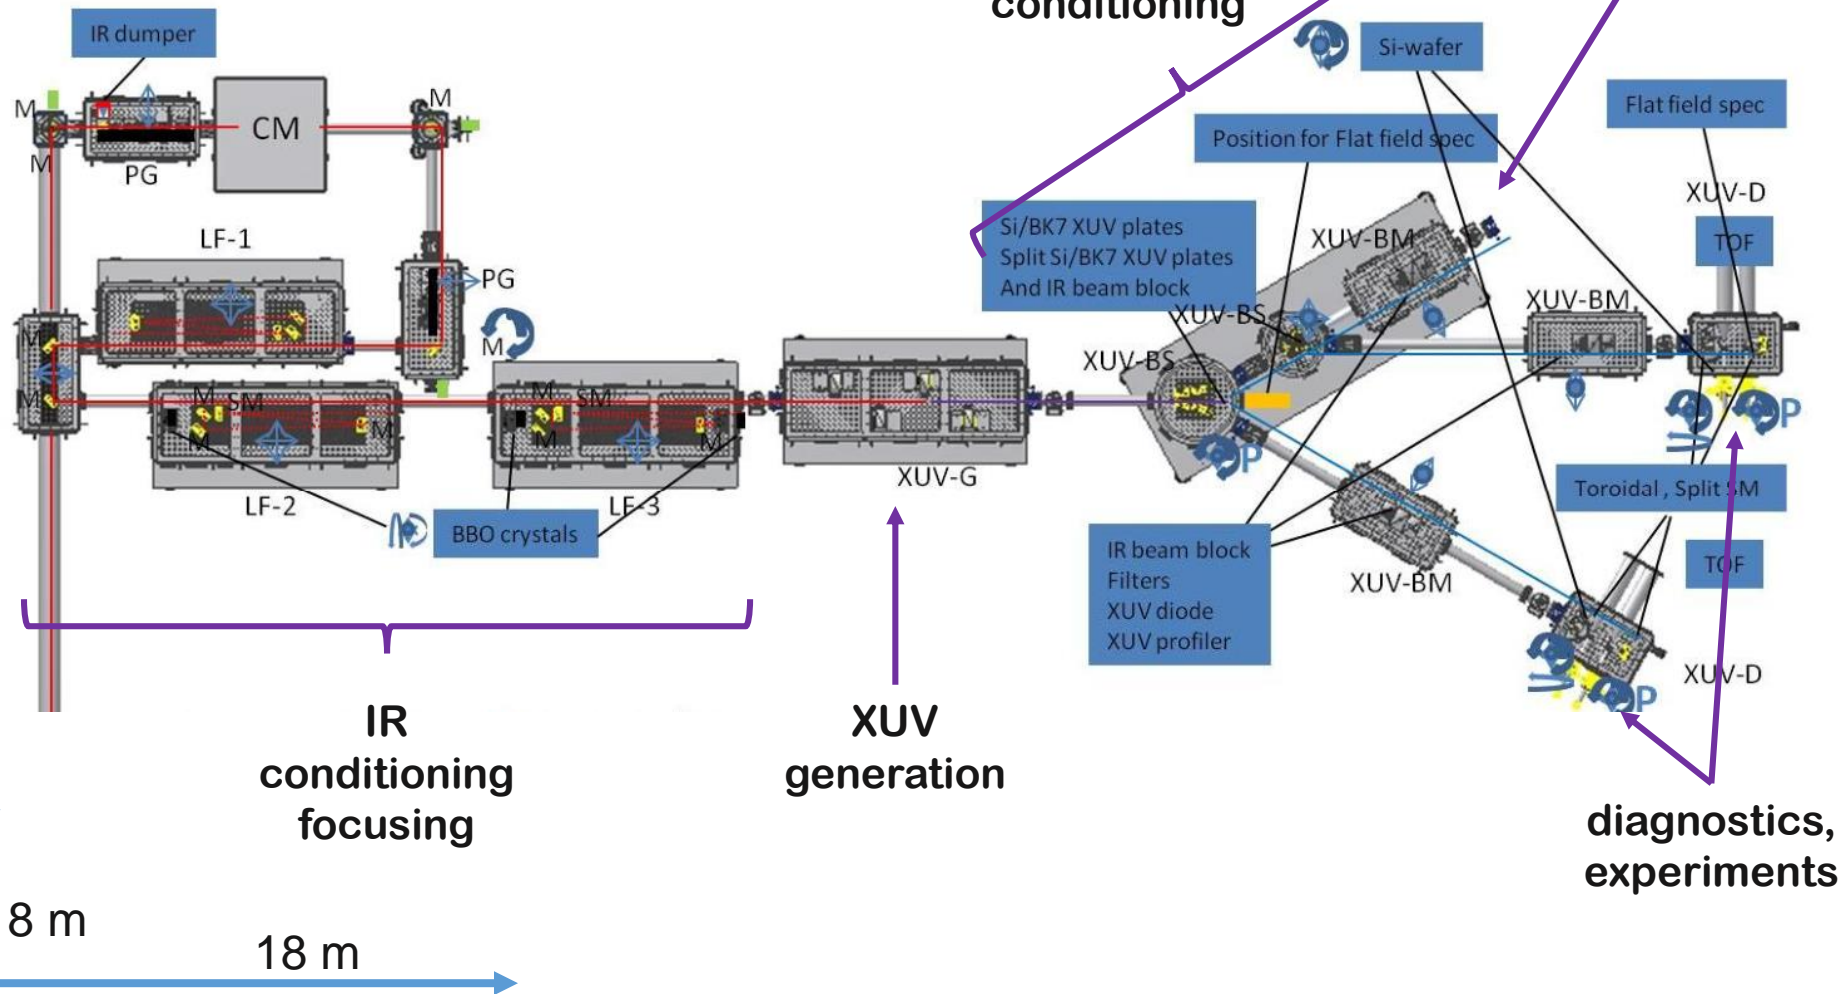 conditioning
IR dumper
Si-wafer
Flat field spec
M
M
CM
Position for Flat field spec
M
PG
XUV-D
LF-1
Si/BK7 XUV plates
Split Si/BK7 XUV plates
And IR beam block
XUV-BM
TOF
PG
XUV-BM
XUV-BS
M
M
XUV-BS
M
M
SM
M
SM
M
M
M
M
P
P
XUV-G
LF-2
LF-3
Toroidal , Split SM
BBO crystals
IR beam block
Filters
XUV diode
XUV profiler
XUV-BM
TOF
XUV-D
P
IR
conditioning
focusing
XUV
generation
diagnostics,
experiments
8 m
18 m